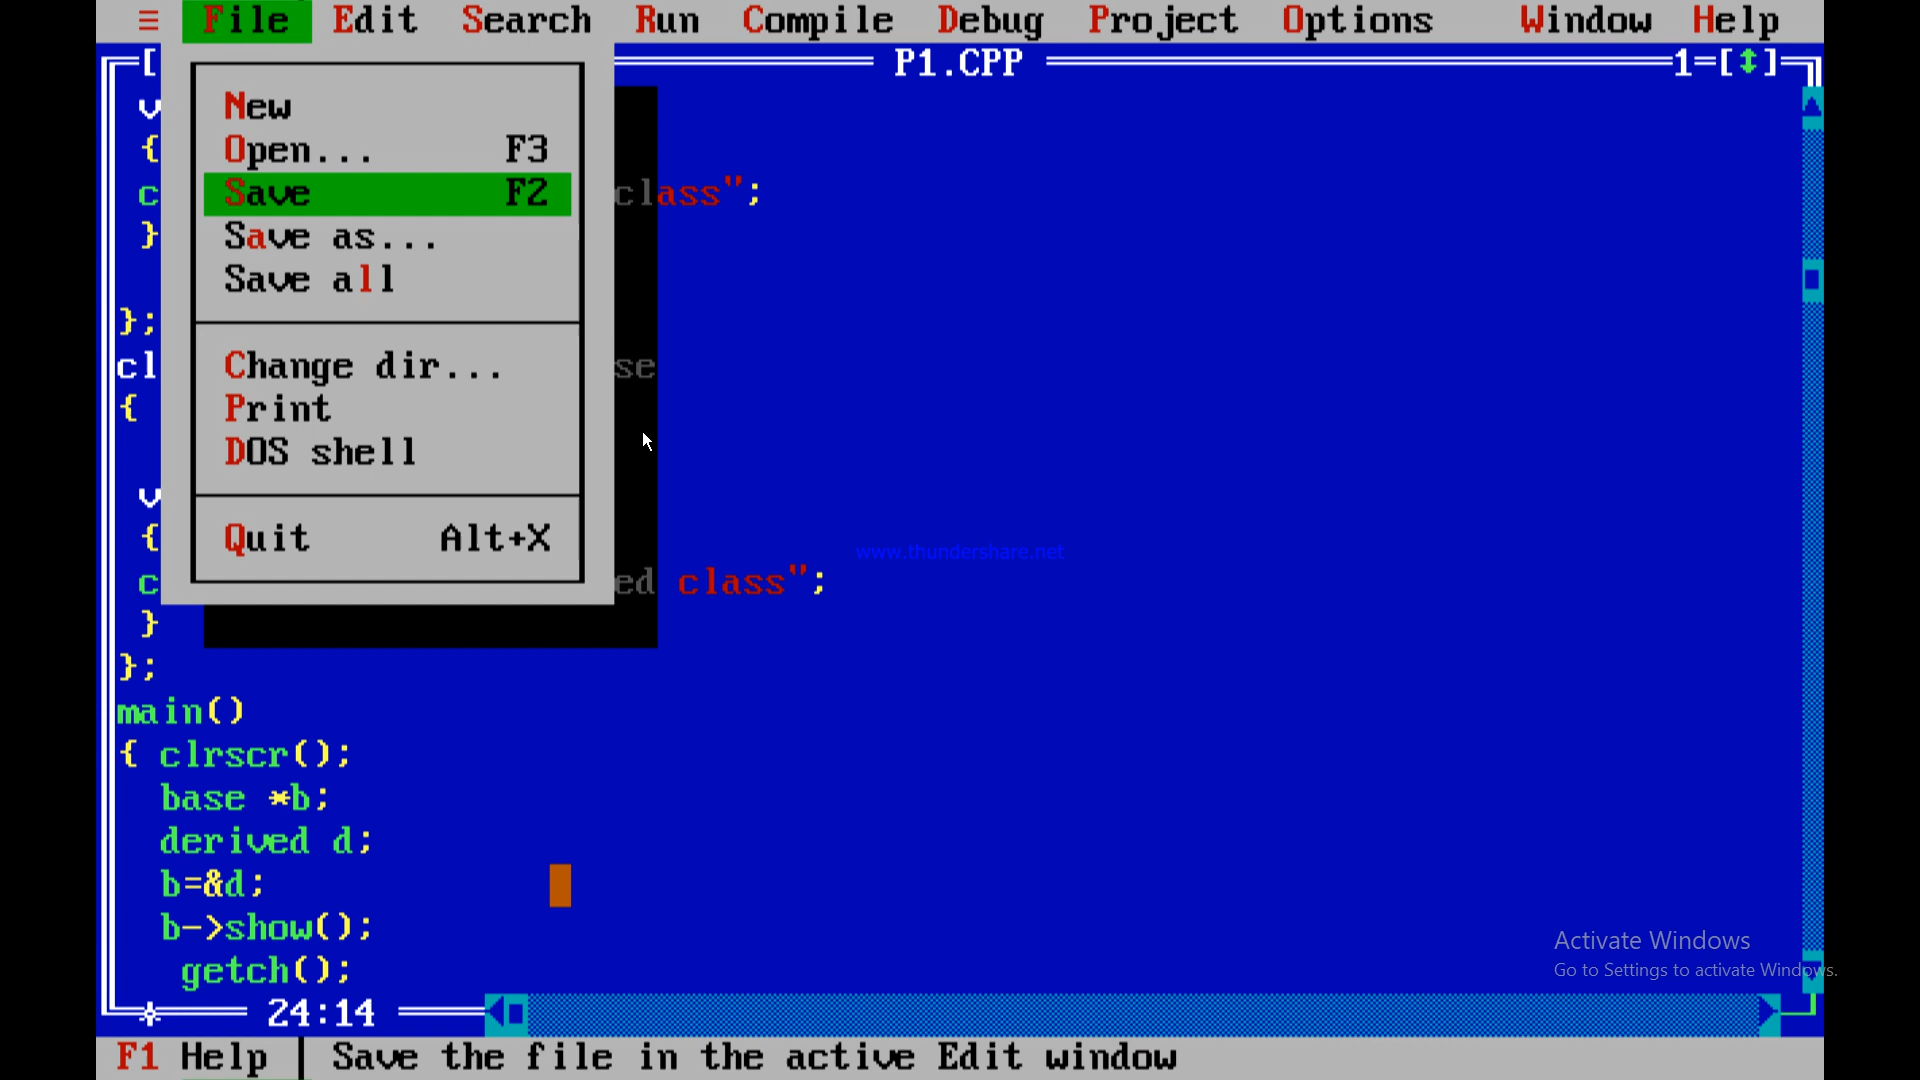 ≡ File Edit Search Run Compile Debug Project Options Window Help
[ P1.CPP 1=[↕]
v
New
{
Open... F3
c
Save F2
class";
}
Save as...
Save all
};
cl
Change dir...
se
{
Print
DOS shell
v
{
Quit Alt+X
www.thundershare.net
c
ed class";
}
};
main()
{ clrscr();
base *b;
derived d;
b=&d;
b->show();
getch();
Activate Windows
Go to Settings to activate Windows.
24:14
F1 Help | Save the file in the active Edit window